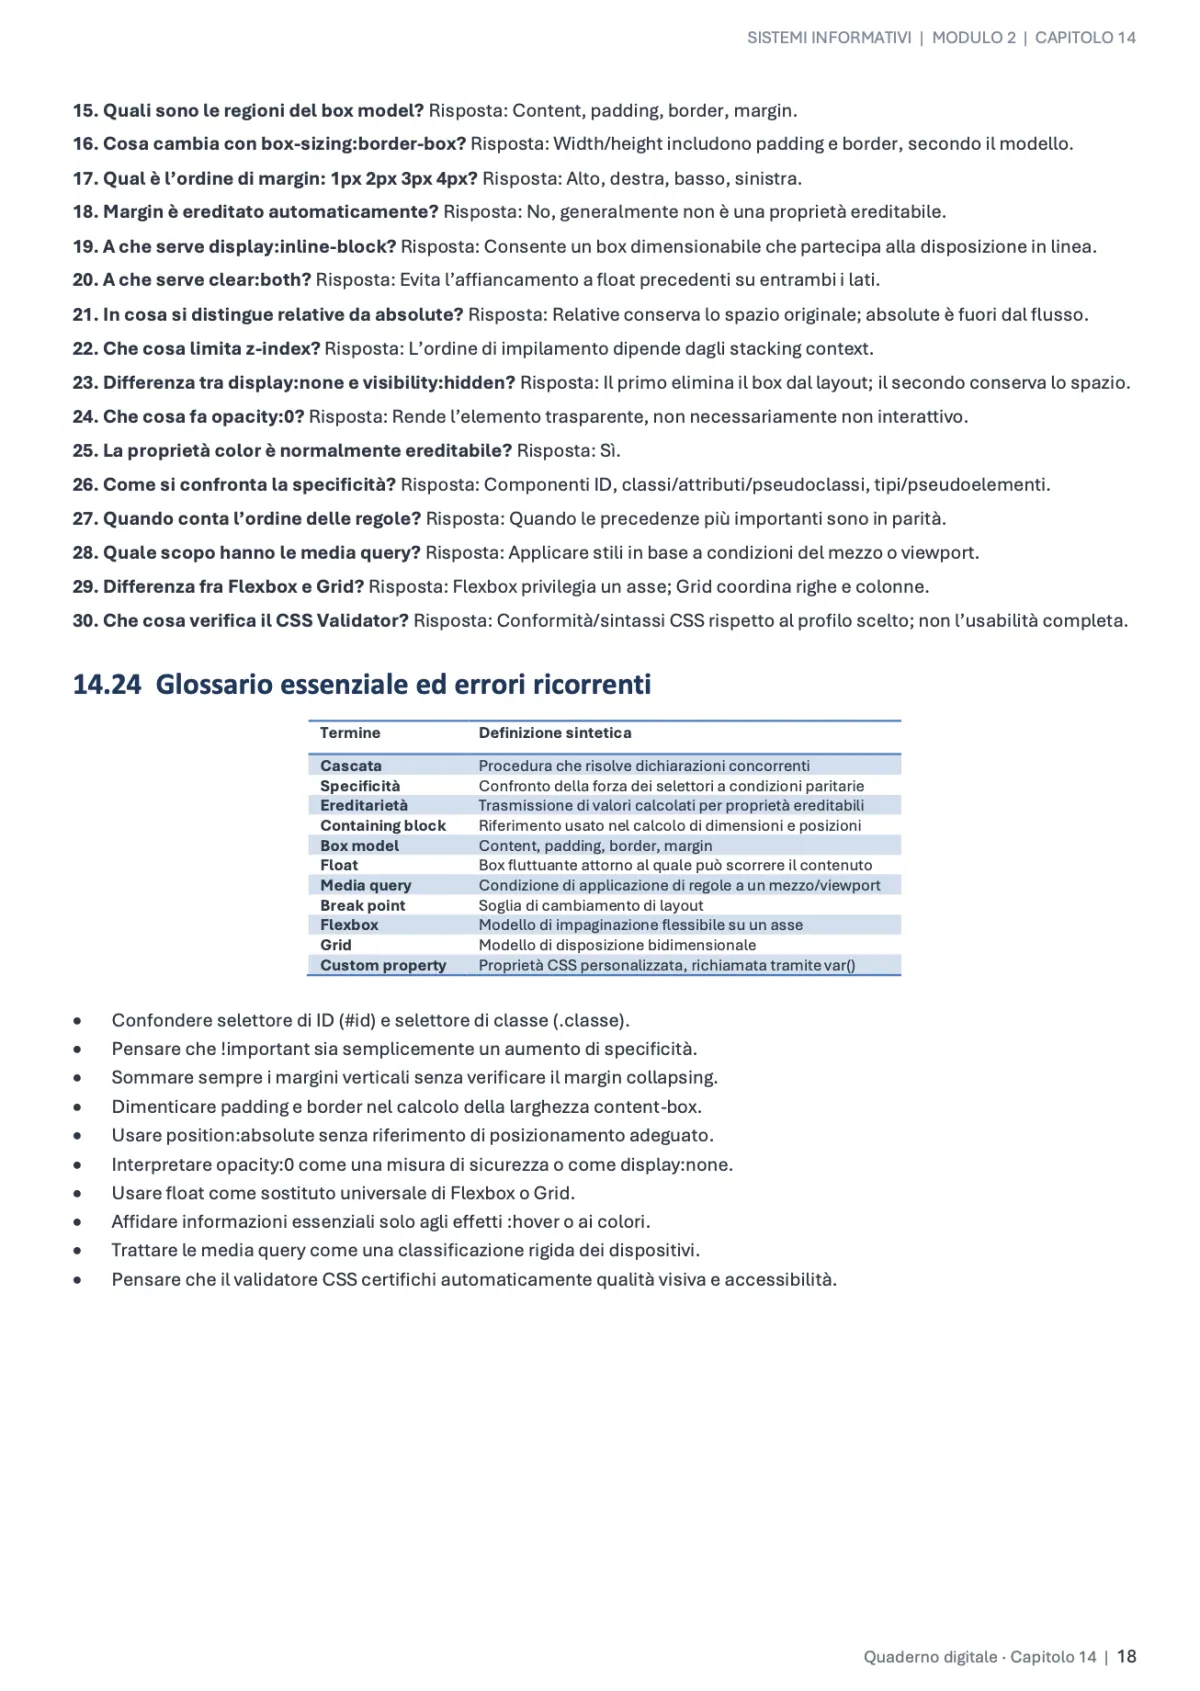 SISTEMI INFORMATIVI | MODULO 2 | CAPITOLO 14
15. Quali sono le regioni del box model? Risposta: Content, padding, border, margin.
16. Cosa cambia con box-sizing:border-box? Risposta: Width/height includono padding e border, secondo il modello.
17. Qual è l’ordine di margin: 1px 2px 3px 4px? Risposta: Alto, destra, basso, sinistra.
18. Margin è ereditato automaticamente? Risposta: No, generalmente non è una proprietà ereditabile.
19. A che serve display:inline-block? Risposta: Consente un box dimensionabile che partecipa alla disposizione in linea.
20. A che serve clear:both? Risposta: Evita l’affiancamento a float precedenti su entrambi i lati.
21. In cosa si distingue relative da absolute? Risposta: Relative conserva lo spazio originale; absolute è fuori dal flusso.
22. Che cosa limita z-index? Risposta: L’ordine di impilamento dipende dagli stacking context.
23. Differenza tra display:none e visibility:hidden? Risposta: Il primo elimina il box dal layout; il secondo conserva lo spazio.
24. Che cosa fa opacity:0? Risposta: Rende l’elemento trasparente, non necessariamente non interattivo.
25. La proprietà color è normalmente ereditabile? Risposta: Sì.
26. Come si confronta la specificità? Risposta: Componenti ID, classi/attributi/pseudoclassi, tipi/pseudoelementi.
27. Quando conta l’ordine delle regole? Risposta: Quando le precedenze più importanti sono in parità.
28. Quale scopo hanno le media query? Risposta: Applicare stili in base a condizioni del mezzo o viewport.
29. Differenza fra Flexbox e Grid? Risposta: Flexbox privilegia un asse; Grid coordina righe e colonne.
30. Che cosa verifica il CSS Validator? Risposta: Conformità/sintassi CSS rispetto al profilo scelto; non l’usabilità completa.
14.24 Glossario essenziale ed errori ricorrenti
Termine Definizione sintetica
Cascata Procedura che risolve dichiarazioni concorrenti
Specificità Confronto della forza dei selettori a condizioni paritarie
Ereditarietà Trasmissione di valori calcolati per proprietà ereditabili
Containing block Riferimento usato nel calcolo di dimensioni e posizioni
Box model Content, padding, border, margin
Float Box fluttuante attorno al quale può scorrere il contenuto
Media query Condizione di applicazione di regole a un mezzo/viewport
Break point Soglia di cambiamento di layout
Flexbox Modello di impaginazione flessibile su un asse
Grid Modello di disposizione bidimensionale
Custom property Proprietà CSS personalizzata, richiamata tramite var()
• Confondere selettore di ID (#id) e selettore di classe (.classe).
• Pensare che !important sia semplicemente un aumento di specificità.
• Sommare sempre i margini verticali senza verificare il margin collapsing.
• Dimenticare padding e border nel calcolo della larghezza content-box.
• Usare position:absolute senza riferimento di posizionamento adeguato.
• Interpretare opacity:0 come una misura di sicurezza o come display:none.
• Usare float come sostituto universale di Flexbox o Grid.
• Affidare informazioni essenziali solo agli effetti :hover o ai colori.
• Trattare le media query come una classificazione rigida dei dispositivi.
• Pensare che il validatore CSS certifichi automaticamente qualità visiva e accessibilità.
Quaderno digitale · Capitolo 14 | 18